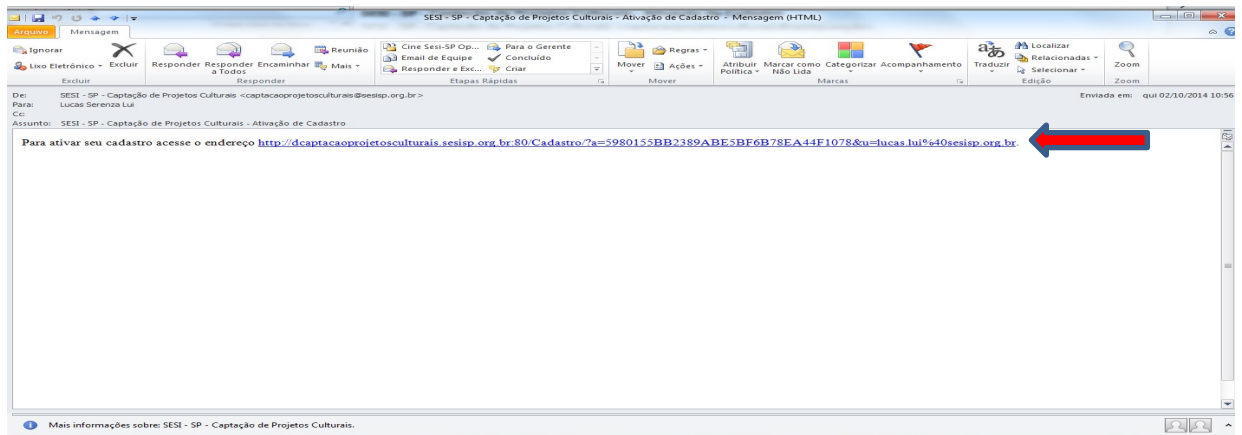 SESI - SP - Captação de Projetos Culturais - Ativação de Cadastro - Mensagem (HTML)
Arquivo Mensagem
Ignorar
Lixo Eletrônico
Excluir
Responder
Responder a Todos
Encaminhar
Reunião
Mais
Cine Sesi-SP Op...
Email de Equipe
Responder e Exc...
Para o Gerente
Concluído
Criar
Mover
Regras
Ações
Atribuir Política
Marcar como Não Lida
Categorizar
Acompanhamento
Traduzir
Localizar
Relacionadas
Selecionar
Zoom
Excluir Responder Etapas Rápidas Mover Marcas Edição Zoom
De: SESI - SP - Captação de Projetos Culturais <captacaoprojetosculturais@sesisp.org.br> Enviada em: qui 02/10/2014 10:56
Para: Lucas Serenza Lui
Cc:
Assunto: SESI - SP - Captação de Projetos Culturais - Ativação de Cadastro
Para ativar seu cadastro acesse o endereço http://dcaptacaoprojetosculturais.sesisp.org.br:80/Cadastro/?a=5980155BB2389ABE5BF6B78EA44F1078&u=lucas.lui%40sesisp.org.br.
Mais informações sobre: SESI - SP - Captação de Projetos Culturais.